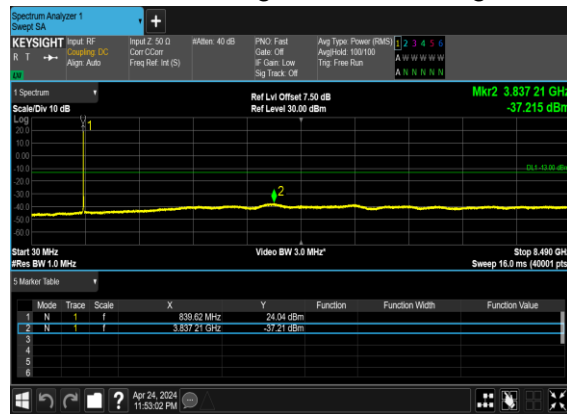 Spectrum Analyzer 1
Swept SA
+
KEYSIGHT Input: RF Input Z: 50 Ω #Atten: 40 dB PNO: Fast Avg Type: Power (RMS) 1 2 3 4 5 6
R T Coupling: DC Corr CCorr Gate: Off Avg|Hold: 100/100 A W W W W W
Align: Auto Freq Ref: Int (S) IF Gain: Low Trig: Free Run
Sig Track: Off A N N N N N
1 Spectrum Ref Lvl Offset 7.50 dB Mkr2 3.837 21 GHz
Scale/Div 10 dB Ref Level 30.00 dBm -37.215 dBm
Log
20.0 1
10.0
0.00
-10.0 DL1 -13.00 dBm
-20.0
-30.0 2
-40.0
-50.0
-60.0
Start 30 MHz Video BW 3.0 MHz* Stop 8.490 GHz
#Res BW 1.0 MHz Sweep 16.0 ms (40001 pts)
5 Marker Table
Mode Trace Scale X Y Function Function Width Function Value
1 N 1 f 839.62 MHz 24.04 dBm
2 N 1 f 3.837 21 GHz -37.21 dBm
3
4
5
6
? Apr 24, 2024
11:53:02 PM